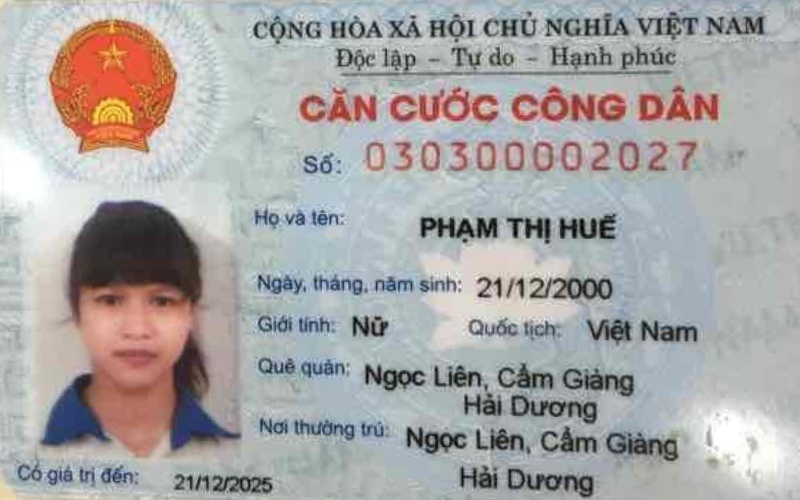 CỘNG HÒA XÃ HỘI CHỦ NGHĨA VIỆT NAM
Độc lập – Tự do – Hạnh phúc
CĂN CƯỚC CÔNG DÂN
Số: 030300002027
Họ và tên: PHẠM THỊ HUẾ
Ngày, tháng, năm sinh: 21/12/2000
Giới tính: Nữ Quốc tịch: Việt Nam
Quê quán: Ngọc Liên, Cẩm Giàng
Hải Dương
Nơi thường trú: Ngọc Liên, Cẩm Giàng
Hải Dương
Có giá trị đến: 21/12/2025